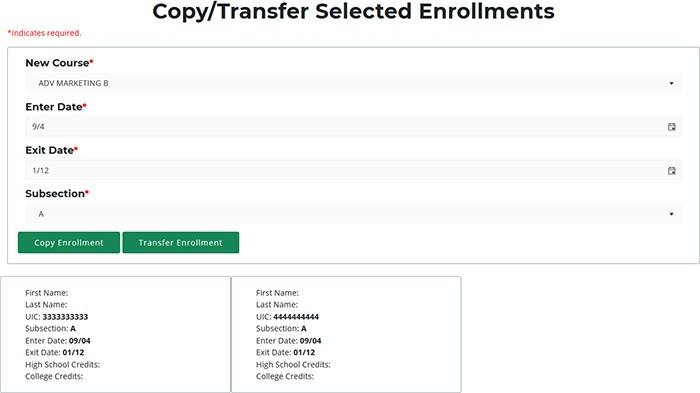 Copy/Transfer Selected Enrollments
*Indicates required.
New Course*
ADV MARKETING B
Enter Date*
9/4
Exit Date*
1/12
Subsection*
A
Copy Enrollment
Transfer Enrollment
First Name:
Last Name:
UIC: 3333333333
Subsection: A
Enter Date: 09/04
Exit Date: 01/12
High School Credits:
College Credits:
First Name:
Last Name:
UIC: 4444444444
Subsection: A
Enter Date: 09/04
Exit Date: 01/12
High School Credits:
College Credits: